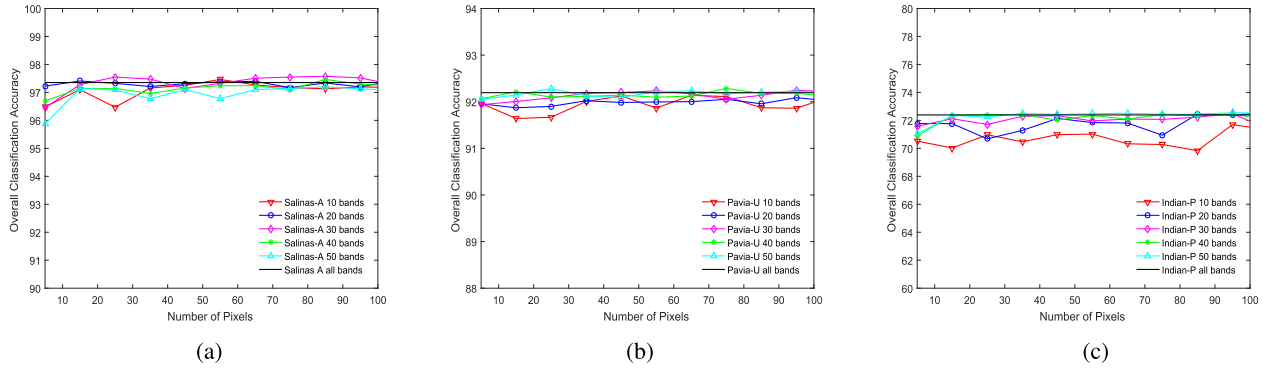 100
99
98
97
96
95
94
93
92
91
90
Overall Classification Accuracy
10 20 30 40 50 60 70 80 90 100
Number of Pixels
Salinas-A 10 bands
Salinas-A 20 bands
Salinas-A 30 bands
Salinas-A 40 bands
Salinas-A 50 bands
Salinas A all bands
(a)
94
93
92
91
90
89
88
Overall Classification Accuracy
10 20 30 40 50 60 70 80 90 100
Number of Pixels
Pavia-U 10 bands
Pavia-U 20 bands
Pavia-U 30 bands
Pavia-U 40 bands
Pavia-U 50 bands
Pavia-U all bands
(b)
80
78
76
74
72
70
68
66
64
62
60
Overall Classification Accuracy
10 20 30 40 50 60 70 80 90 100
Number of Pixels
Indian-P 10 bands
Indian-P 20 bands
Indian-P 30 bands
Indian-P 40 bands
Indian-P 50 bands
Indian-P all bands
(c)